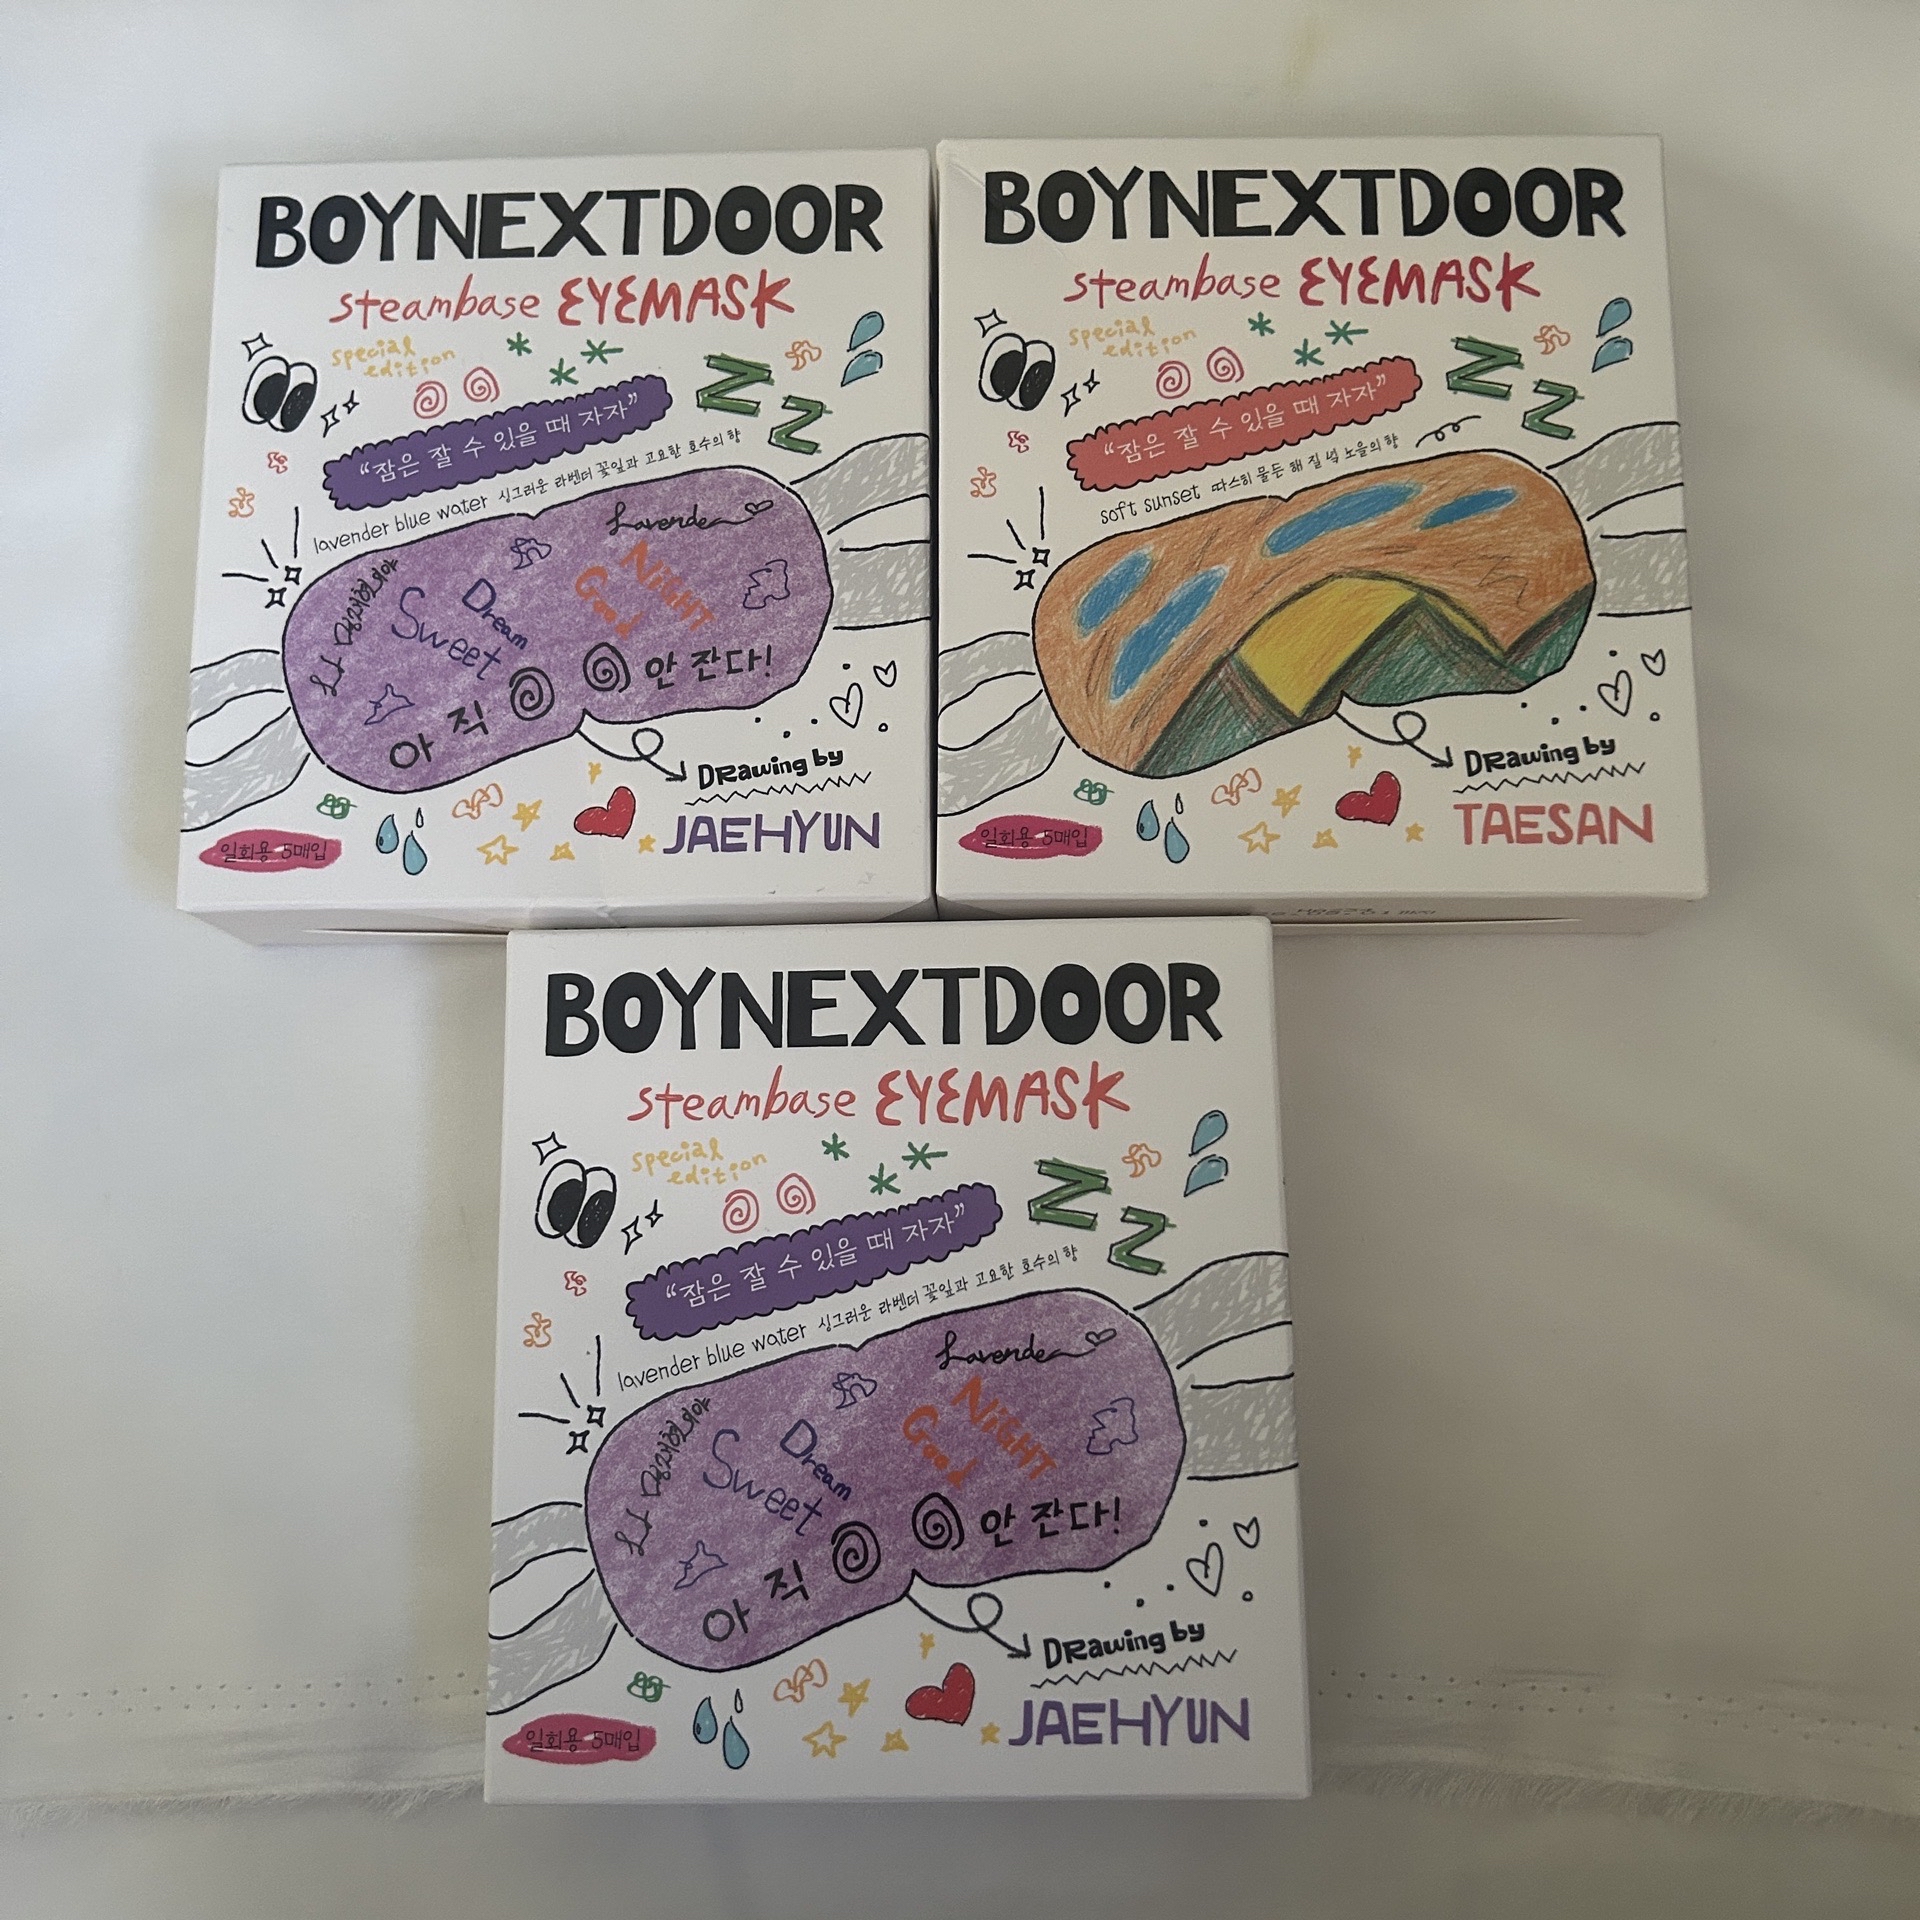 BOYNEXTDOOR
steambase EYEMASK
special
edition
"잠은 잘 수 있을 때 자자"
lavender blue water 싱그러운 라벤더 꽃잎과 고요한 호수의 향
Lavender
Sweet
Dream
Good
NiGHT
아직 안 잔다!
Drawing by
JAEHYUN
일회용 5매입
BOYNEXTDOOR
steambase EYEMASK
special
edition
"잠은 잘 수 있을 때 자자"
soft sunset 따스히 물든 해 질 녘 노을의 향
Drawing by
TAESAN
일회용 5매입
BOYNEXTDOOR
steambase EYEMASK
special
edition
"잠은 잘 수 있을 때 자자"
lavender blue water 싱그러운 라벤더 꽃잎과 고요한 호수의 향
Lavender
Sweet
Dream
Good
NiGHT
아직 안 잔다!
Drawing by
JAEHYUN
일회용 5매입